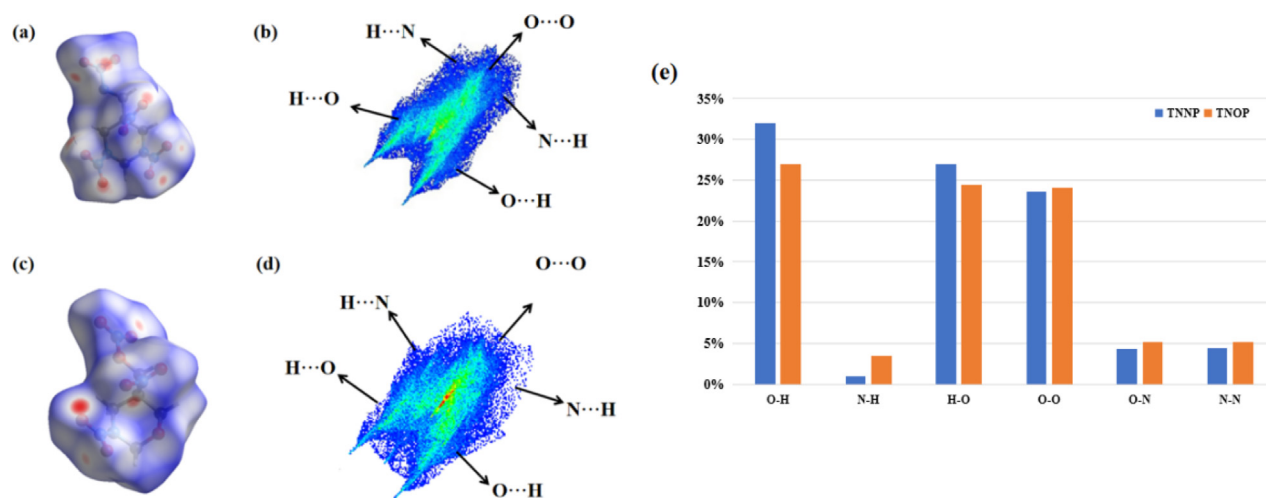 (a)
(b)
H···N
O···O
H···O
N···H
O···H
(c)
(d)
O···O
H···N
H···O
N···H
O···H
(e)
35%
TNNP
TNOP
30%
25%
20%
15%
10%
5%
0%
O-H
N-H
H-O
O-O
O-N
N-N